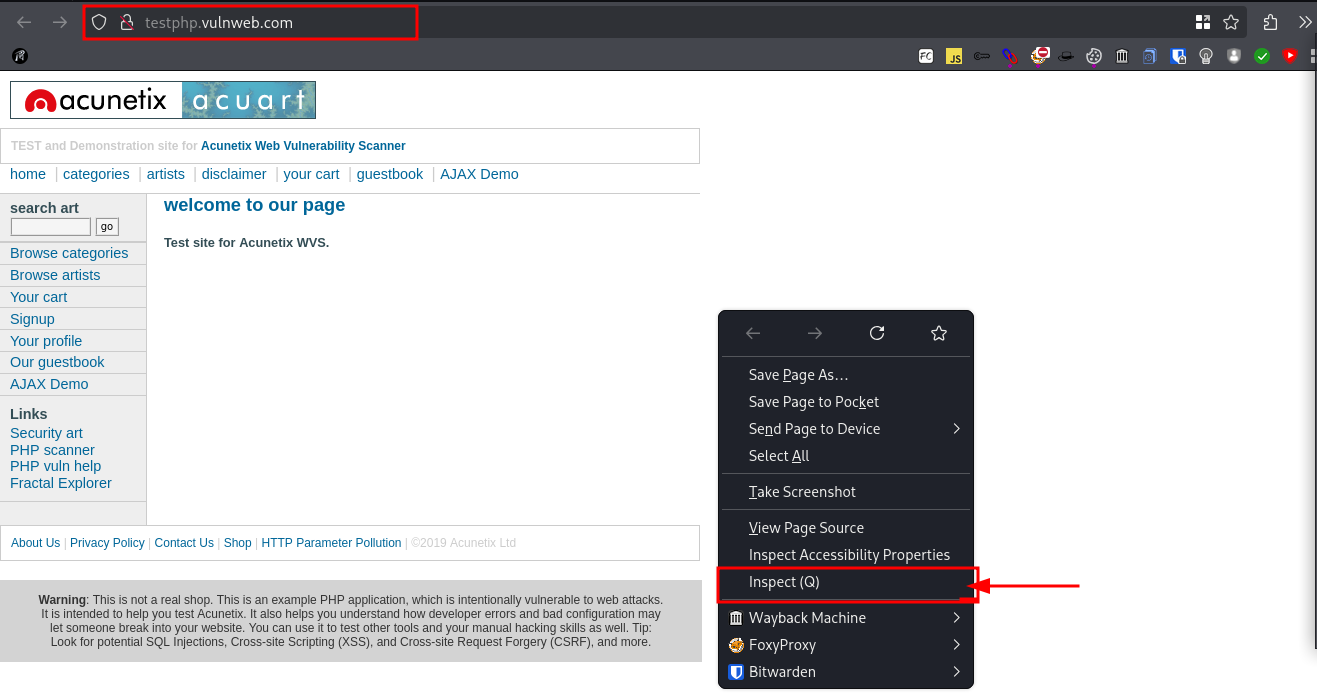 testphp.vulnweb.com
FC
JS
acunetix acuart
TEST and Demonstration site for Acunetix Web Vulnerability Scanner
home | categories | artists | disclaimer | your cart | guestbook | AJAX Demo
search art
go
Browse categories
Browse artists
Your cart
Signup
Your profile
Our guestbook
AJAX Demo
Links
Security art
PHP scanner
PHP vuln help
Fractal Explorer
welcome to our page
Test site for Acunetix WVS.
About Us | Privacy Policy | Contact Us | Shop | HTTP Parameter Pollution | ©2019 Acunetix Ltd
Warning: This is not a real shop. This is an example PHP application, which is intentionally vulnerable to web attacks.
It is intended to help you test Acunetix. It also helps you understand how developer errors and bad configuration may
let someone break into your website. You can use it to test other tools and your manual hacking skills as well. Tip:
Look for potential SQL Injections, Cross-site Scripting (XSS), and Cross-site Request Forgery (CSRF), and more.
Save Page As…
Save Page to Pocket
Send Page to Device
Select All
Take Screenshot
View Page Source
Inspect Accessibility Properties
Inspect (Q)
Wayback Machine
FoxyProxy
Bitwarden